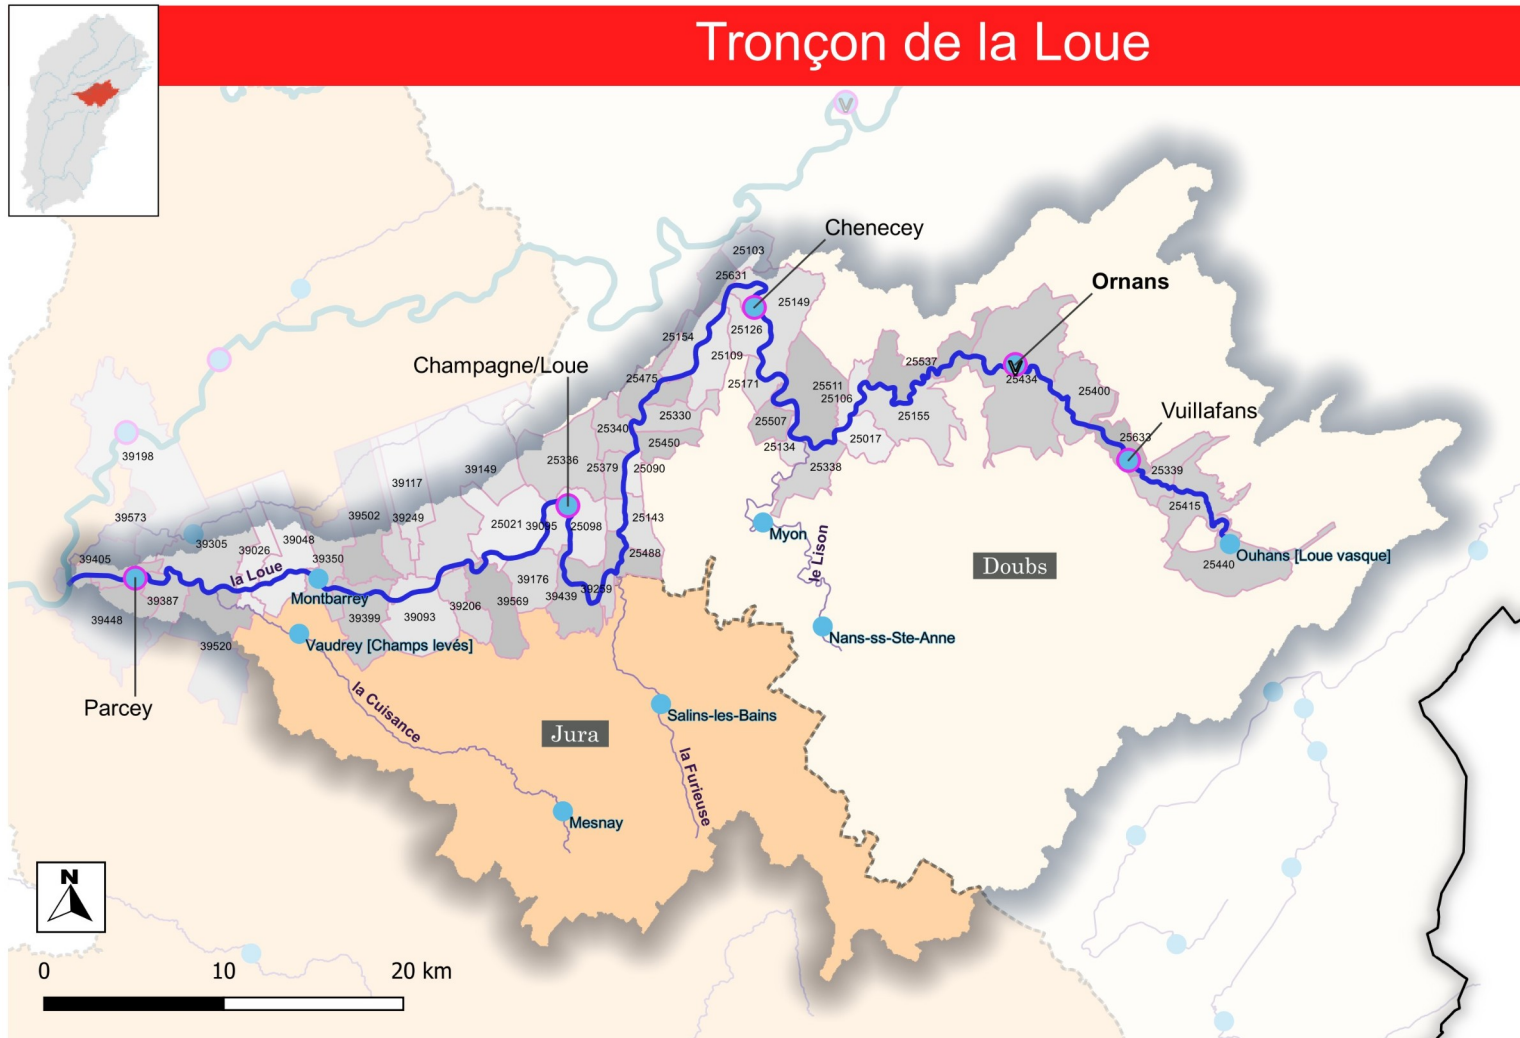 Tronçon de la Loue
V
Chenecey
25103
25631
Ornans
25149
25154
25126
25109
Champagne/Loue
25537
25475
25171
25511
25434
25106
25400
Vuillafans
25330
25507
25155
25340
25633
25450
25134
25017
39198
39149
25336
25379
25090
25338
25339
39117
25415
39573
39502
39249
25021
39095
25098
25143
Myon
39305
39026
39048
25488
le Lison
Ouhans [Loue vasque]
39405
39350
Doubs
25440
la Loue
39176
39259
39387
Montbarrey
39206
39569
39439
39448
39399
39093
Nans-ss-Ste-Anne
39520
Vaudrey [Champs levés]
Parcey
la Cuisance
Salins-les-Bains
Jura
la Furieuse
Mesnay
N
0 10 20 km
V